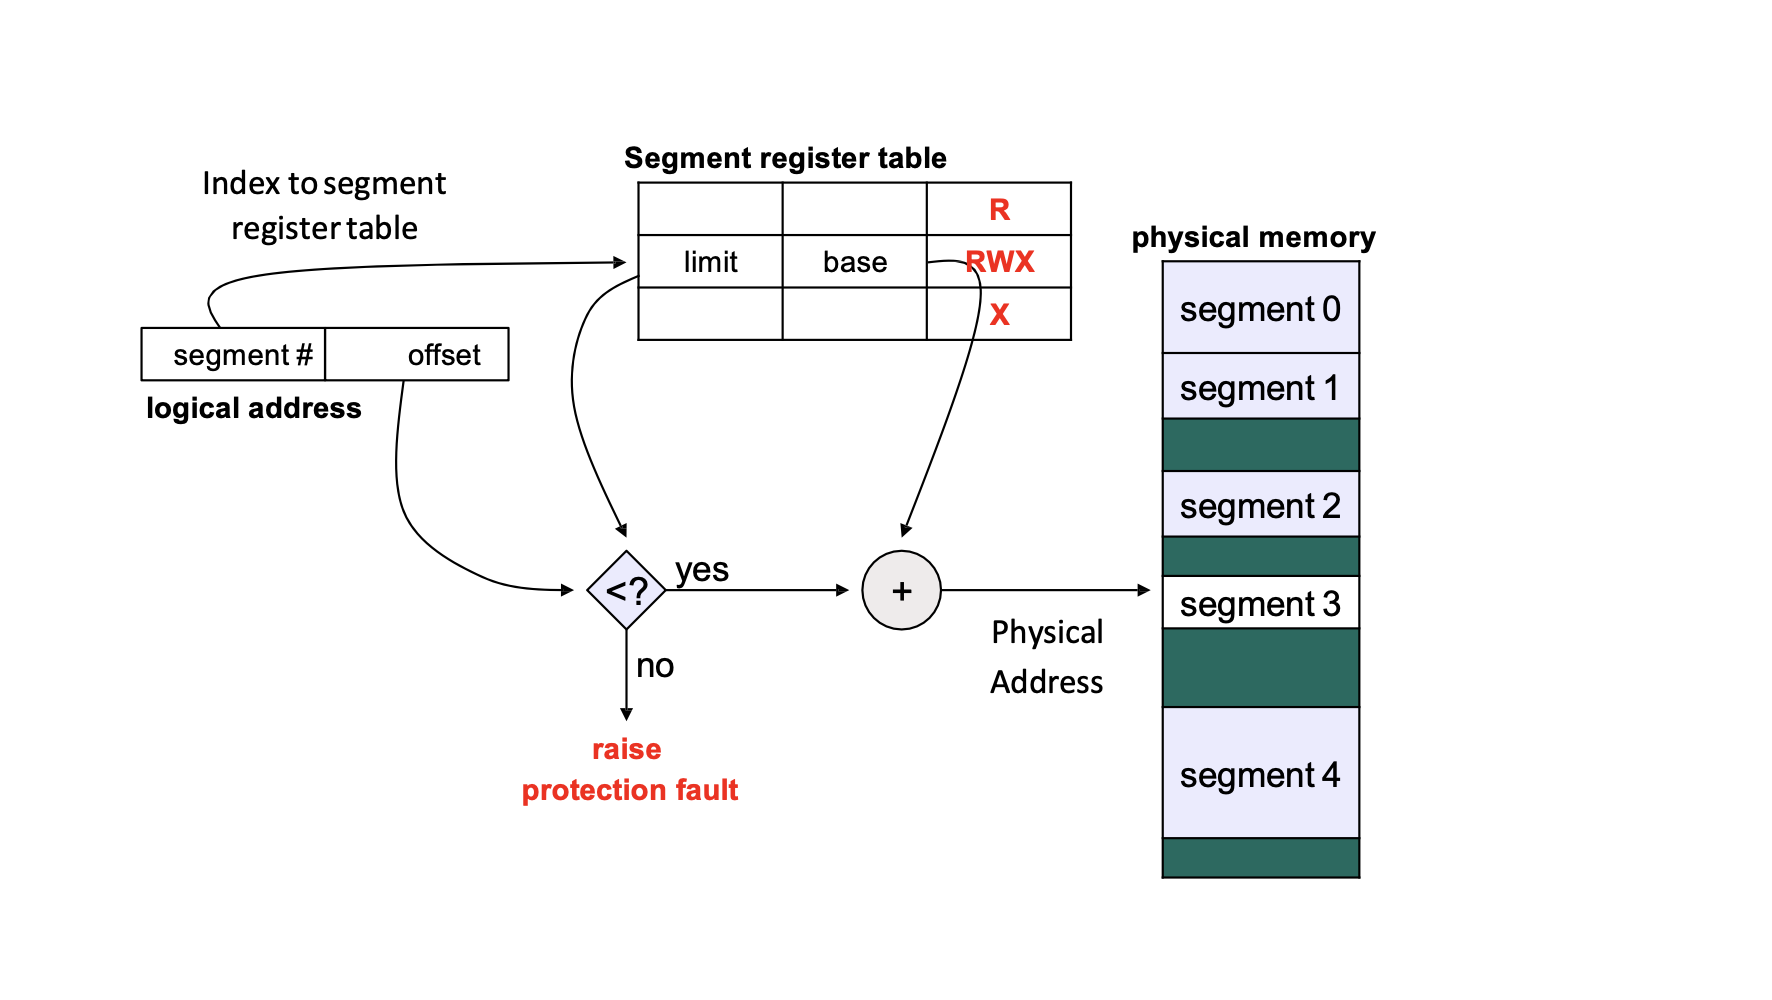 Segment register table
Index to segment
register table
R
limit base RWX
X
segment # offset
logical address
physical memory
segment 0
segment 1
segment 2
segment 3
segment 4
<? yes
+
no
Physical
Address
raise
protection fault